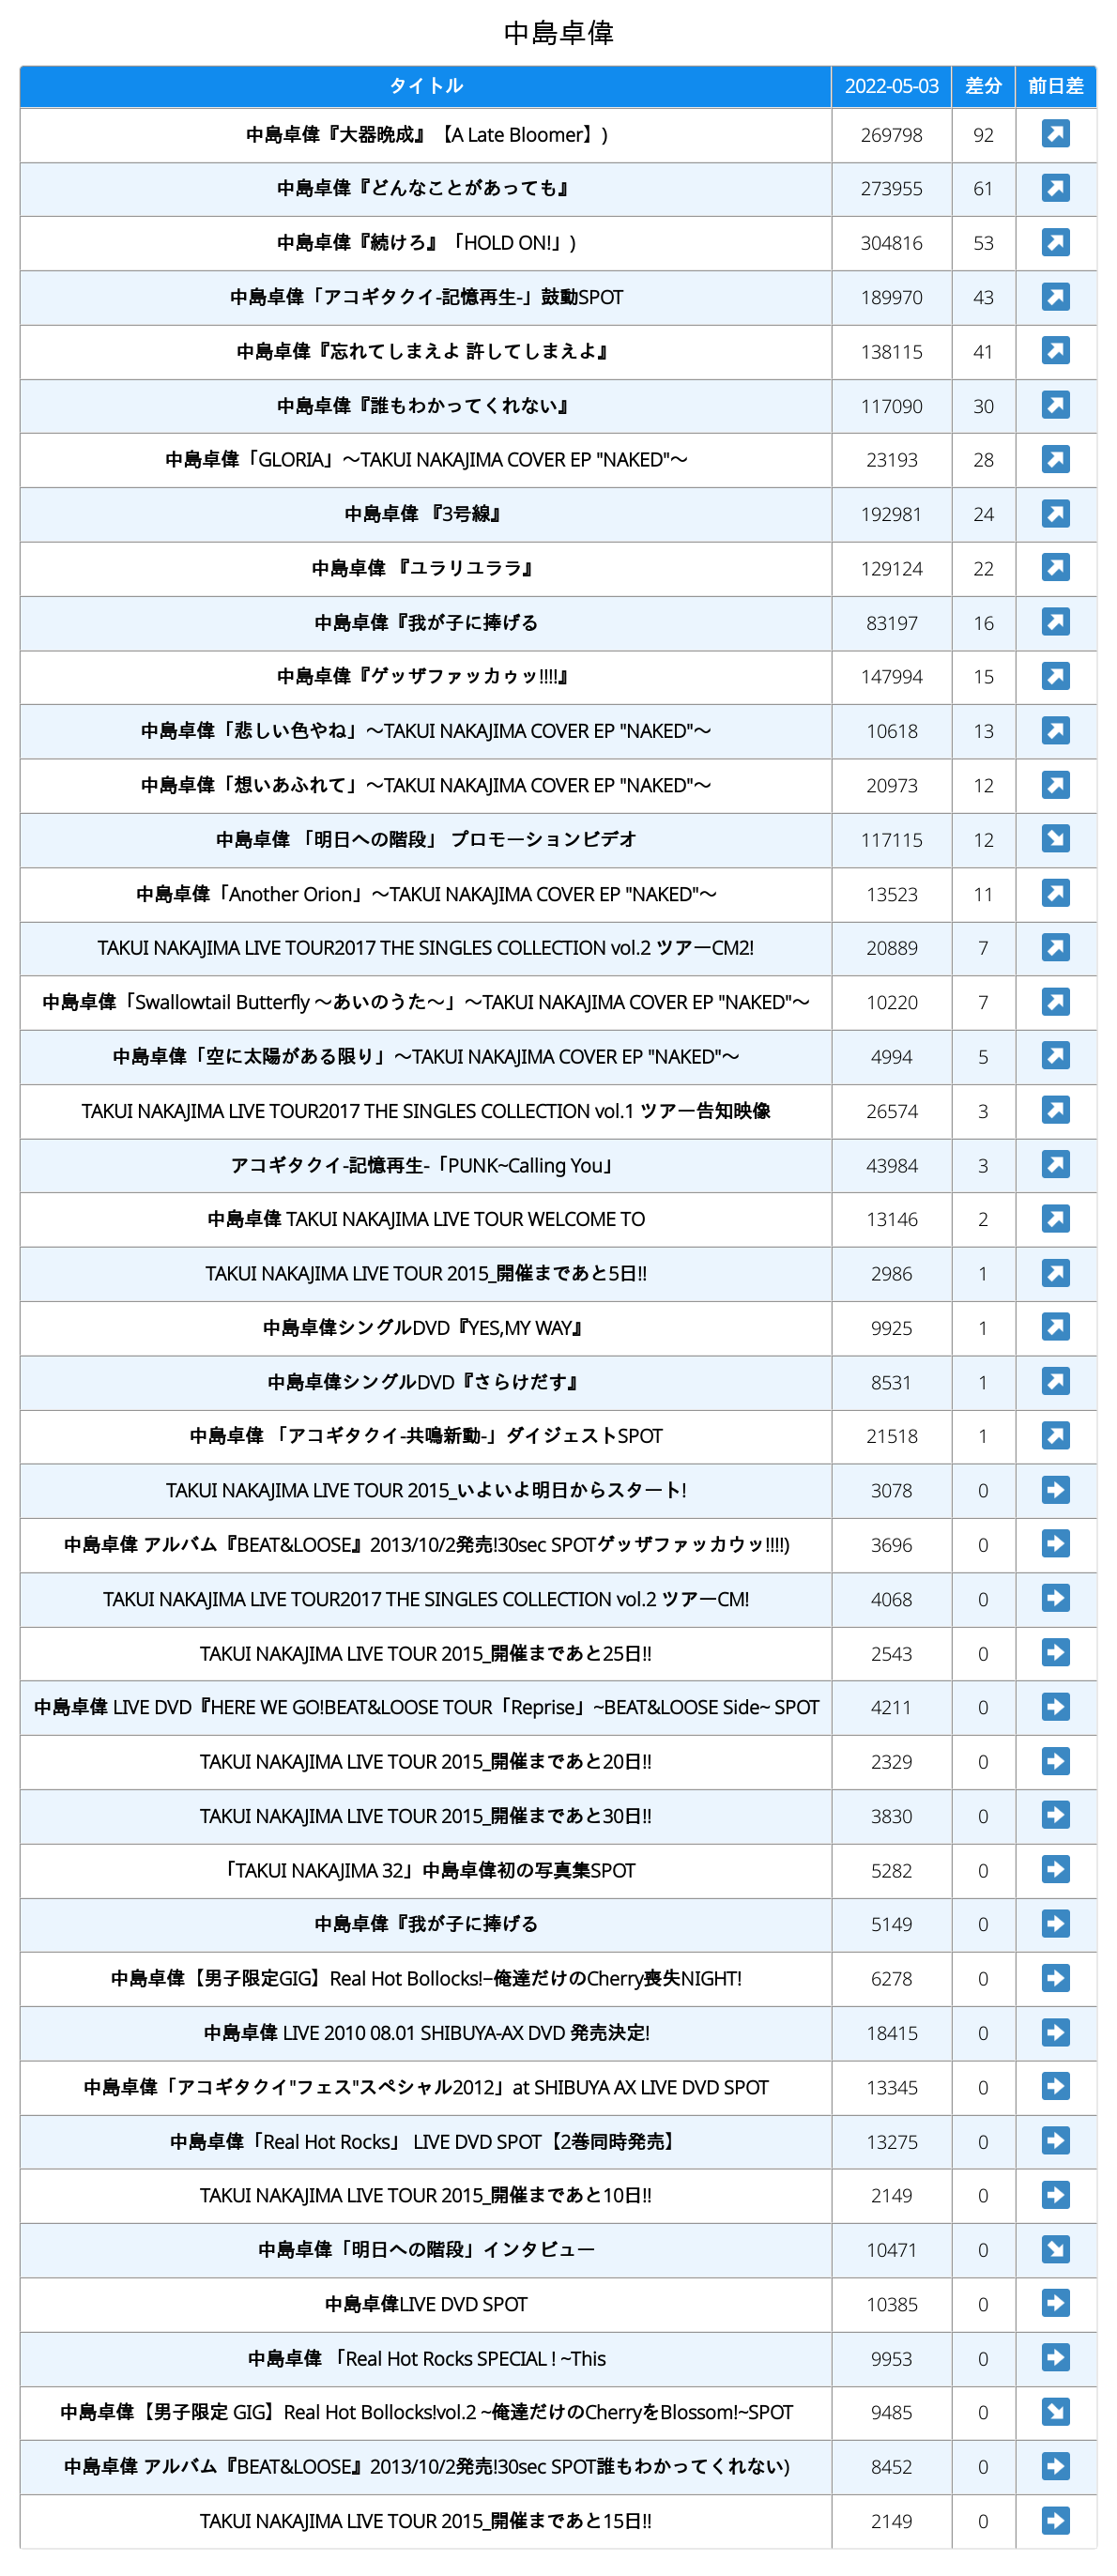 中島卓偉
タイトル 2022-05-03 差分 前日差
中島卓偉『大器晩成』【A Late Bloomer】) 269798 92 ↗
中島卓偉『どんなことがあっても』 273955 61 ↗
中島卓偉『続けろ』「HOLD ON!」) 304816 53 ↗
中島卓偉「アコギタクイ-記憶再生-」鼓動SPOT 189970 43 ↗
中島卓偉『忘れてしまえよ 許してしまえよ』 138115 41 ↗
中島卓偉『誰もわかってくれない』 117090 30 ↗
中島卓偉「GLORIA」〜TAKUI NAKAJIMA COVER EP "NAKED"〜 23193 28 ↗
中島卓偉 『3号線』 192981 24 ↗
中島卓偉 『ユラリユララ』 129124 22 ↗
中島卓偉『我が子に捧げる 83197 16 ↗
中島卓偉『ゲッザファッカゥッ!!!!』 147994 15 ↗
中島卓偉「悲しい色やね」〜TAKUI NAKAJIMA COVER EP "NAKED"〜 10618 13 ↗
中島卓偉「想いあふれて」〜TAKUI NAKAJIMA COVER EP "NAKED"〜 20973 12 ↗
中島卓偉 「明日への階段」 プロモーションビデオ 117115 12 ↘
中島卓偉「Another Orion」〜TAKUI NAKAJIMA COVER EP "NAKED"〜 13523 11 ↗
TAKUI NAKAJIMA LIVE TOUR2017 THE SINGLES COLLECTION vol.2 ツアーCM2! 20889 7 ↗
中島卓偉「Swallowtail Butterfly 〜あいのうた〜」〜TAKUI NAKAJIMA COVER EP "NAKED"〜 10220 7 ↗
中島卓偉「空に太陽がある限り」〜TAKUI NAKAJIMA COVER EP "NAKED"〜 4994 5 ↗
TAKUI NAKAJIMA LIVE TOUR2017 THE SINGLES COLLECTION vol.1 ツアー告知映像 26574 3 ↗
アコギタクイ-記憶再生-「PUNK~Calling You」 43984 3 ↗
中島卓偉 TAKUI NAKAJIMA LIVE TOUR WELCOME TO 13146 2 ↗
TAKUI NAKAJIMA LIVE TOUR 2015_開催まであと5日!! 2986 1 ↗
中島卓偉シングルDVD『YES,MY WAY』 9925 1 ↗
中島卓偉シングルDVD『さらけだす』 8531 1 ↗
中島卓偉 「アコギタクイ-共鳴新動-」ダイジェストSPOT 21518 1 ↗
TAKUI NAKAJIMA LIVE TOUR 2015_いよいよ明日からスタート! 3078 0 ➡
中島卓偉 アルバム『BEAT&LOOSE』2013/10/2発売!30sec SPOTゲッザファッカウッ!!!!) 3696 0 ➡
TAKUI NAKAJIMA LIVE TOUR2017 THE SINGLES COLLECTION vol.2 ツアーCM! 4068 0 ➡
TAKUI NAKAJIMA LIVE TOUR 2015_開催まであと25日!! 2543 0 ➡
中島卓偉 LIVE DVD『HERE WE GO!BEAT&LOOSE TOUR「Reprise」~BEAT&LOOSE Side~ SPOT 4211 0 ➡
TAKUI NAKAJIMA LIVE TOUR 2015_開催まであと20日!! 2329 0 ➡
TAKUI NAKAJIMA LIVE TOUR 2015_開催まであと30日!! 3830 0 ➡
「TAKUI NAKAJIMA 32」中島卓偉初の写真集SPOT 5282 0 ➡
中島卓偉『我が子に捧げる 5149 0 ➡
中島卓偉【男子限定GIG】Real Hot Bollocks!−俺達だけのCherry喪失NIGHT! 6278 0 ➡
中島卓偉 LIVE 2010 08.01 SHIBUYA-AX DVD 発売決定! 18415 0 ➡
中島卓偉「アコギタクイ"フェス"スペシャル2012」at SHIBUYA AX LIVE DVD SPOT 13345 0 ➡
中島卓偉「Real Hot Rocks」 LIVE DVD SPOT【2巻同時発売】 13275 0 ➡
TAKUI NAKAJIMA LIVE TOUR 2015_開催まであと10日!! 2149 0 ➡
中島卓偉「明日への階段」インタビュー 10471 0 ↘
中島卓偉LIVE DVD SPOT 10385 0 ➡
中島卓偉 「Real Hot Rocks SPECIAL ! ~This 9953 0 ➡
中島卓偉【男子限定 GIG】Real Hot Bollocks!vol.2 ~俺達だけのCherryをBlossom!~SPOT 9485 0 ↘
中島卓偉 アルバム『BEAT&LOOSE』2013/10/2発売!30sec SPOT誰もわかってくれない) 8452 0 ➡
TAKUI NAKAJIMA LIVE TOUR 2015_開催まであと15日!! 2149 0 ➡